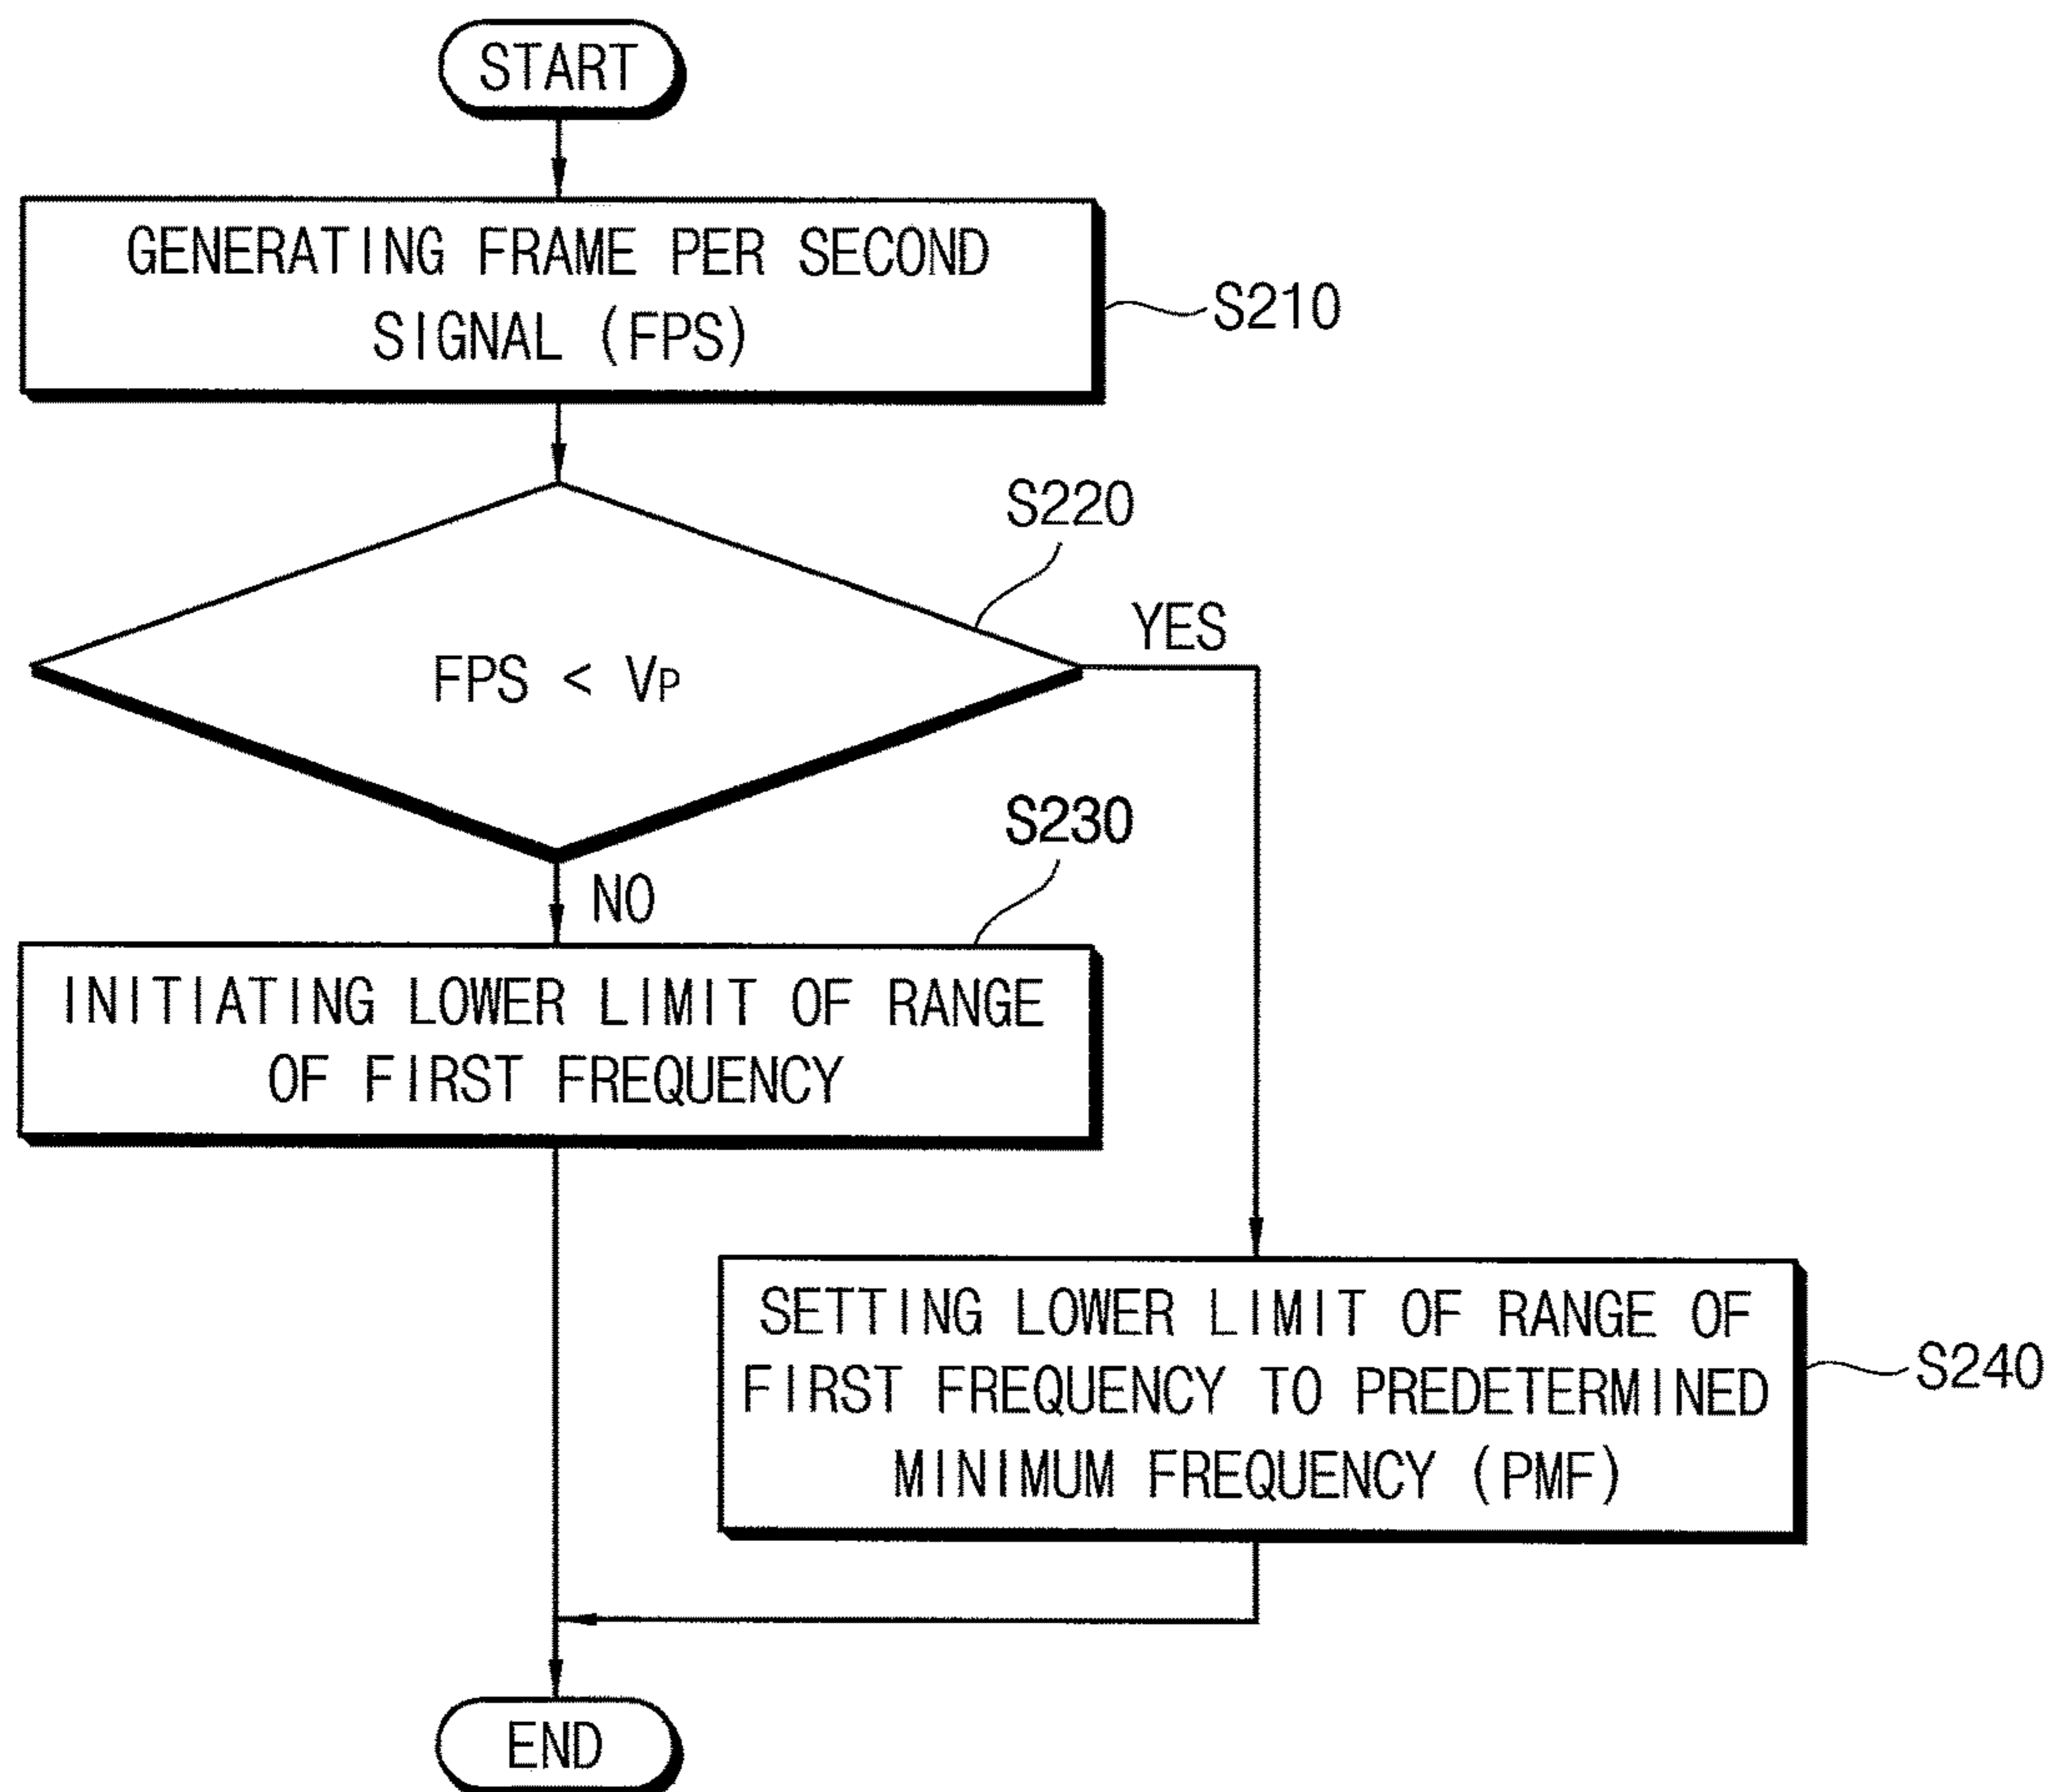 START
GENERATING FRAME PER SECOND
SIGNAL (FPS)
S210
S220
FPS < VP
YES
NO
S230
INITIATING LOWER LIMIT OF RANGE
OF FIRST FREQUENCY
SETTING LOWER LIMIT OF RANGE OF
FIRST FREQUENCY TO PREDETERMINED
MINIMUM FREQUENCY (PMF)
S240
END